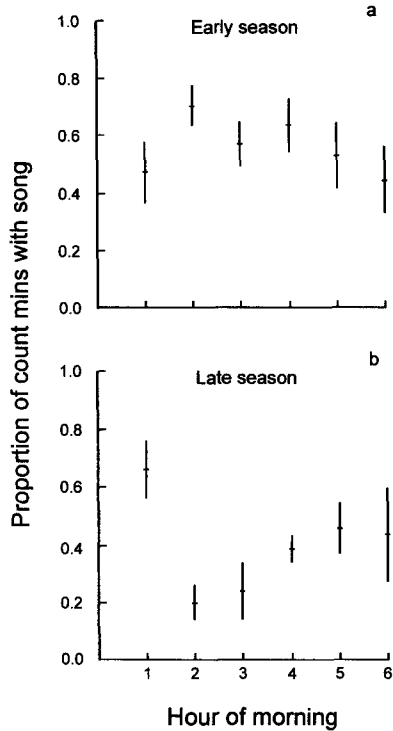 a
Early season
1.0
0.8
0.6
0.4
0.2
0.0
Proportion of count mins with song
b
Late season
1.0
0.8
0.6
0.4
0.2
0.0
1 2 3 4 5 6
Hour of morning